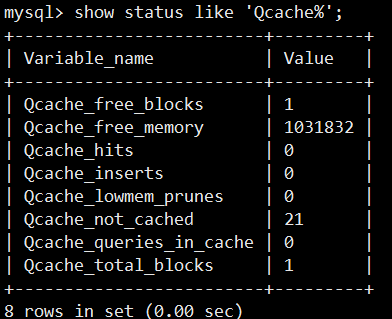 mysql> show status like 'Qcache%';
+-------------------------+---------+
| Variable_name | Value |
+-------------------------+---------+
| Qcache_free_blocks | 1 |
| Qcache_free_memory | 1031832 |
| Qcache_hits | 0 |
| Qcache_inserts | 0 |
| Qcache_lowmem_prunes | 0 |
| Qcache_not_cached | 21 |
| Qcache_queries_in_cache | 0 |
| Qcache_total_blocks | 1 |
+-------------------------+---------+
8 rows in set (0.00 sec)